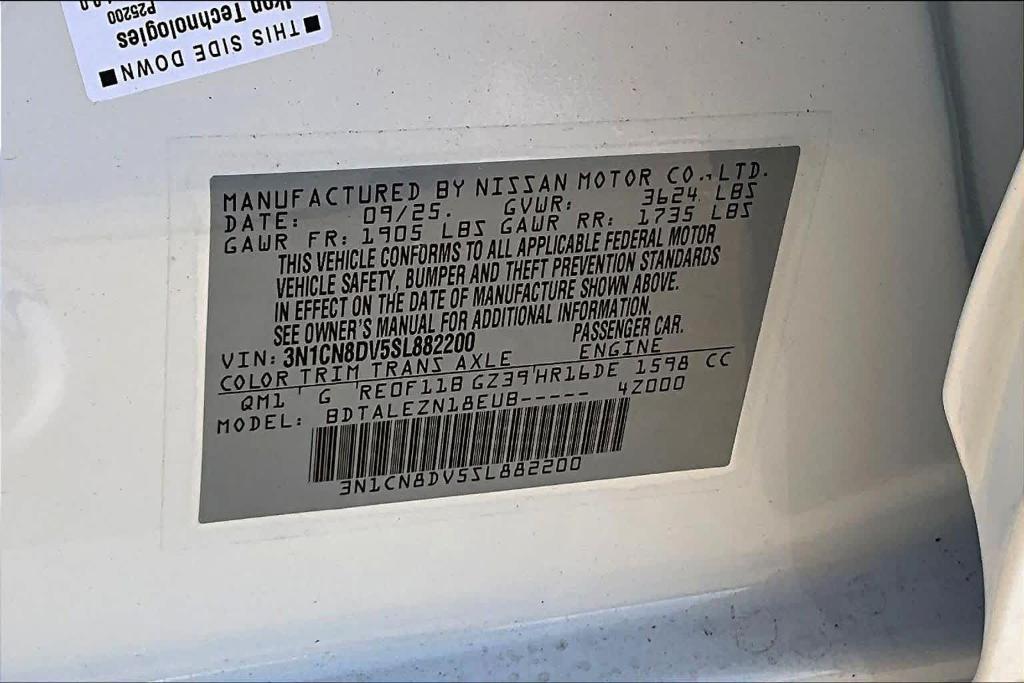 P25200
Ikon Technologies
THIS SIDE DOWN
MANUFACTURED BY NISSAN MOTOR CO., LTD.
DATE: 09/25. GVWR: 3624 LBS
GAWR FR: 1905 LBS GAWR RR: 1735 LBS
THIS VEHICLE CONFORMS TO ALL APPLICABLE FEDERAL MOTOR
VEHICLE SAFETY, BUMPER AND THEFT PREVENTION STANDARDS
IN EFFECT ON THE DATE OF MANUFACTURE SHOWN ABOVE.
SEE OWNER'S MANUAL FOR ADDITIONAL INFORMATION.
VIN: 3N1CN8DV5SL882200 PASSENGER CAR.
COLOR TRIM TRANS AXLE ENGINE
QM1 G RE0F11B GZ39 HR16DE 1598 CC
MODEL: BDTALEZN18EUB----- 4Z000
3N1CN8DV5SL882200